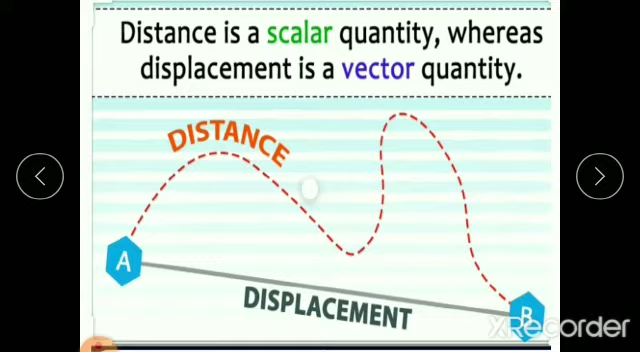 Distance is a scalar quantity, whereas
displacement is a vector quantity.
DISTANCE
A
DISPLACEMENT
B
XRecorder